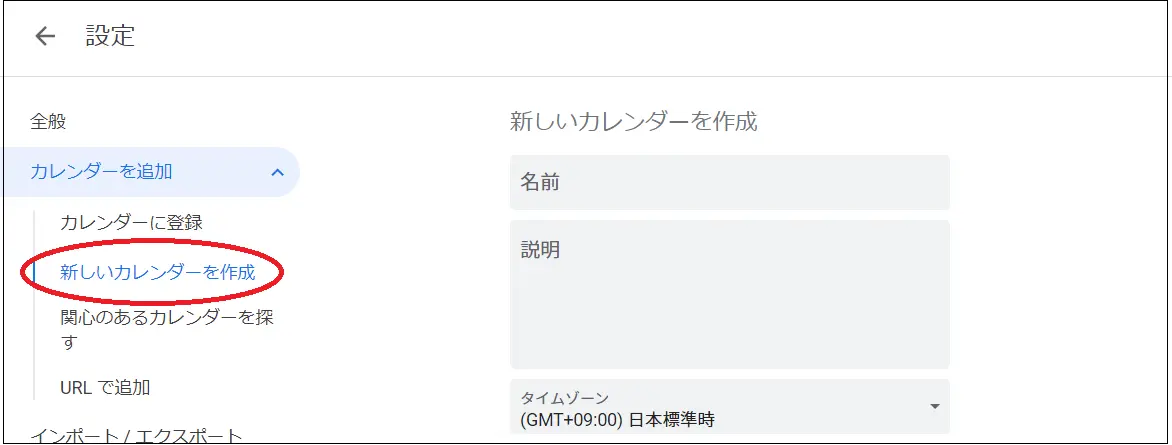 設定
全般
カレンダーを追加
カレンダーに登録
新しいカレンダーを作成
関心のあるカレンダーを探
す
URL で追加
インポート / エクスポート
新しいカレンダーを作成
名前
説明
タイムゾーン
(GMT+09:00) 日本標準時